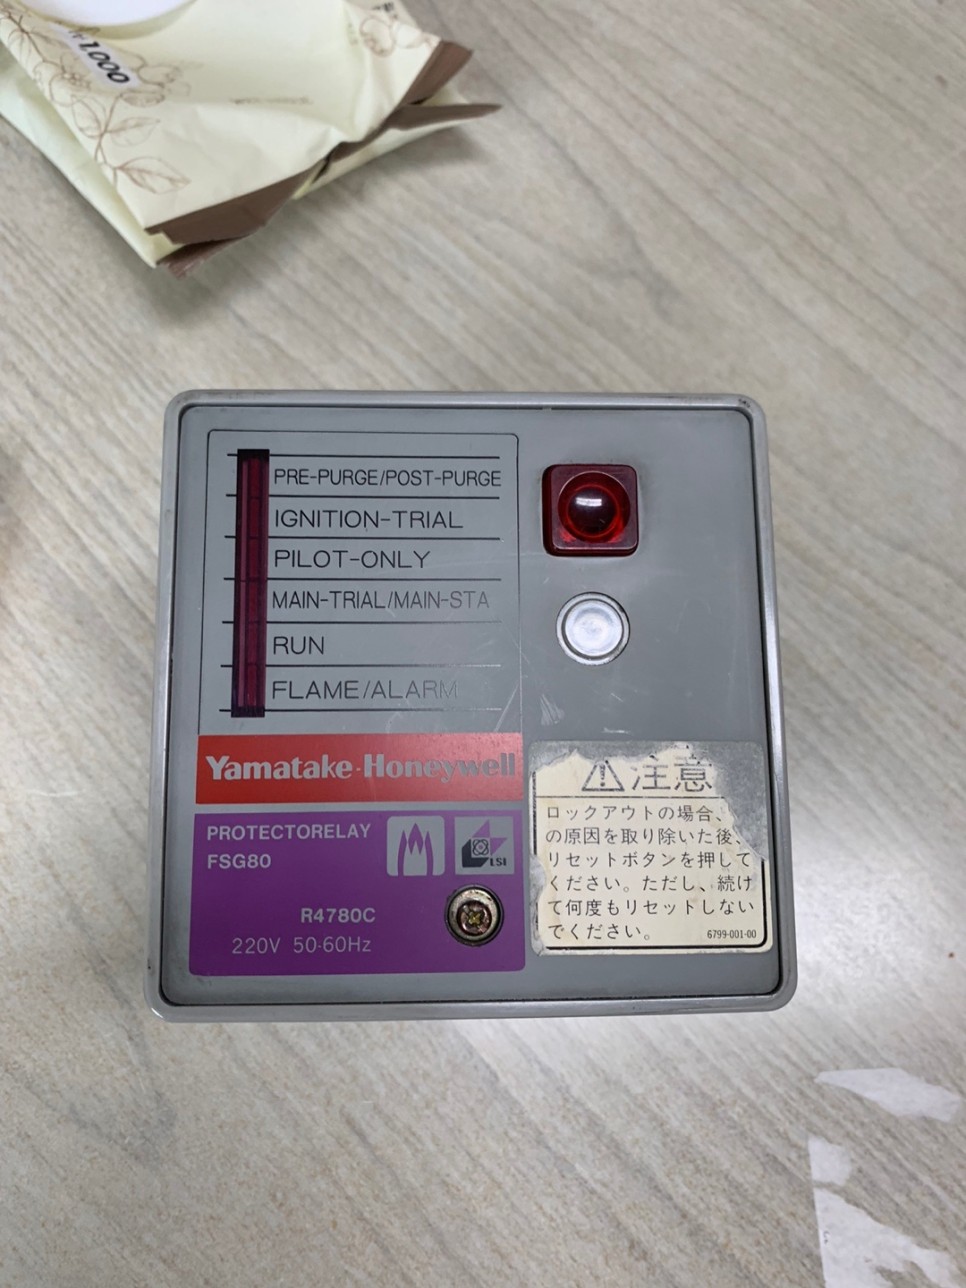 1,000
PRE-PURGE/POST-PURGE
IGNITION-TRIAL
PILOT-ONLY
MAIN-TRIAL/MAIN-STA
RUN
FLAME/ALARM
Yamatake-Honeywell
PROTECTORELAY
FSG80
LSI
R4780C
220V 50-60Hz
注意
ロックアウトの場合、
の原因を取り除いた後、
リセットボタンを押して
ください。ただし、続け
て何度もリセットしない
でください。
6799-001-00